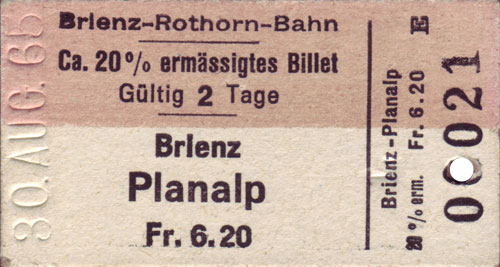 30. AUG. 65
Brienz-Rothorn-Bahn
Ca. 20% ermässigtes Billet
Gültig 2 Tage
Brienz
Planalp
Fr. 6.20
Brienz-Planalp
20% erm. Fr. 6.20
E
00021